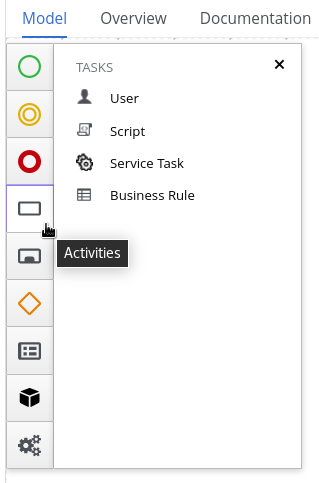 Model Overview Documentation
TASKS
User
Script
Service Task
Business Rule
Activities